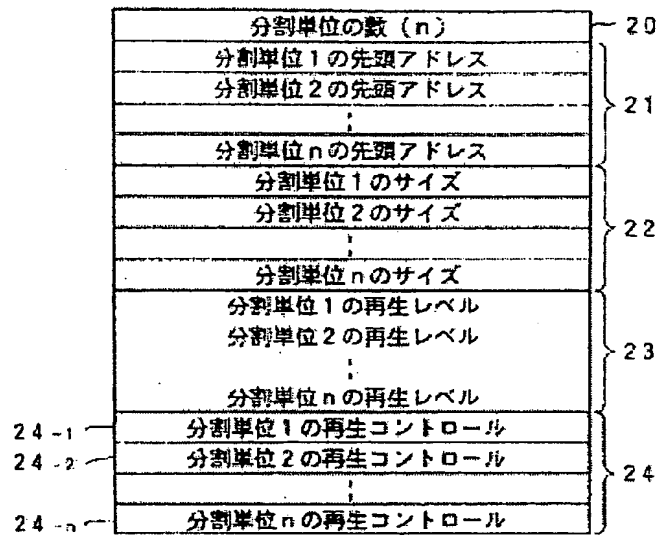 分割単位の数(n) 20
分割単位1の先頭アドレス
分割単位2の先頭アドレス
21
分割単位nの先頭アドレス
分割単位1のサイズ
分割単位2のサイズ
22
分割単位nのサイズ
分割単位1の再生レベル
分割単位2の再生レベル
23
分割単位nの再生レベル
24-1 分割単位1の再生コントロール
24-2 分割単位2の再生コントロール
24
24-n 分割単位nの再生コントロール